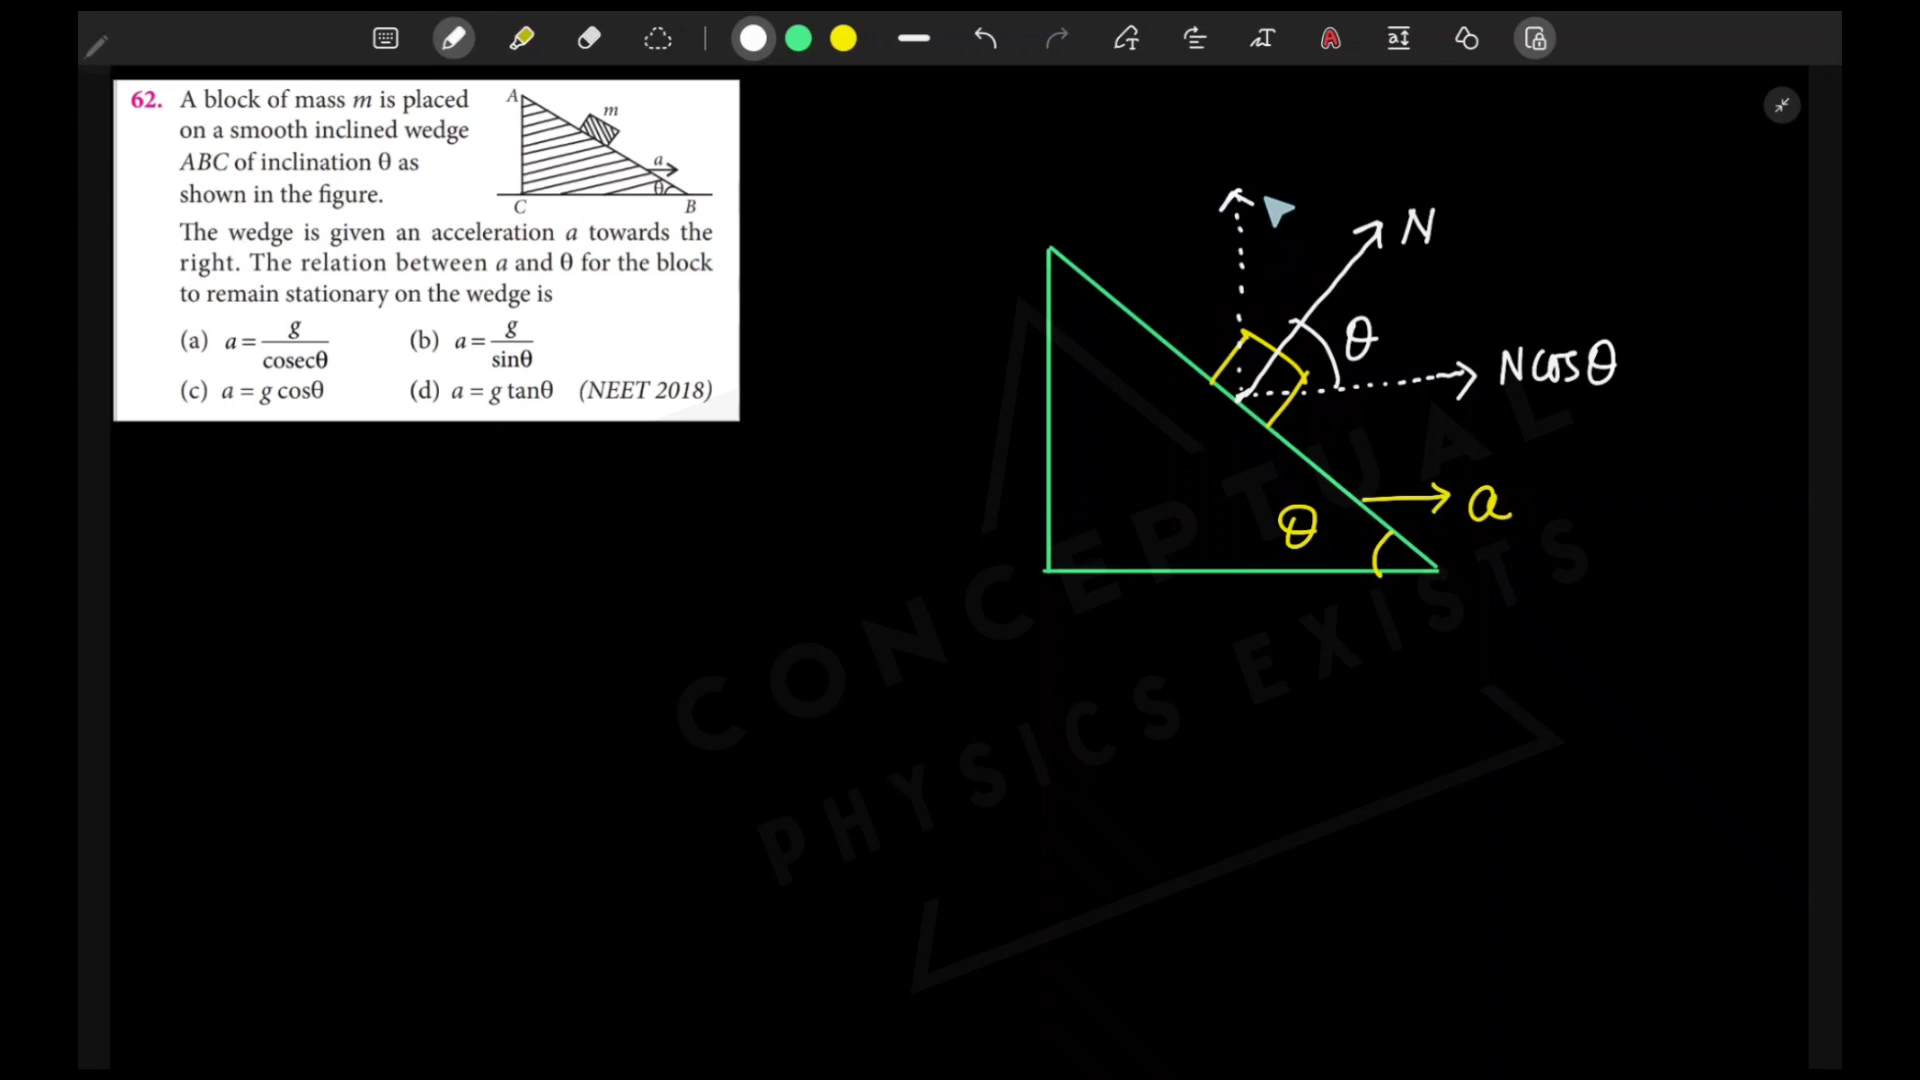 62. A block of mass m is placed
on a smooth inclined wedge
ABC of inclination θ as
shown in the figure.
A
m
a
θ
C
B
The wedge is given an acceleration a towards the
right. The relation between a and θ for the block
to remain stationary on the wedge is
(a) a = g/cosecθ (b) a = g/sinθ
(c) a = g cosθ (d) a = g tanθ (NEET 2018)
N
θ
N cos θ
a
θ
CONCEPTUAL
PHYSICS EXISTS